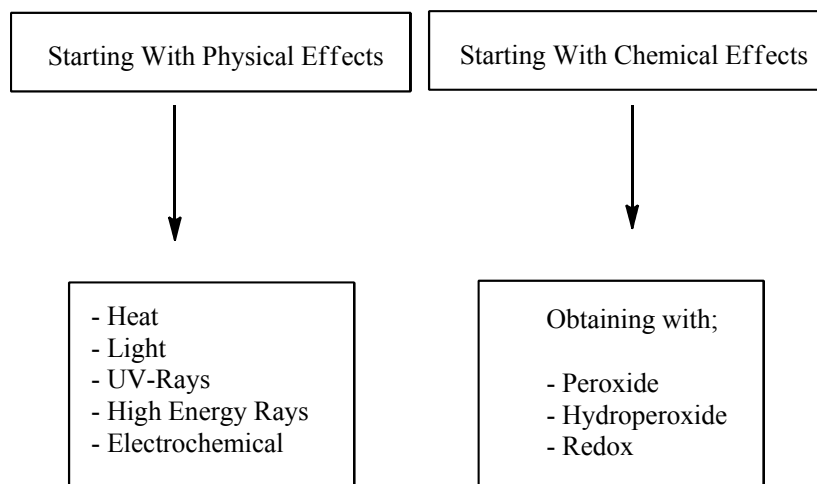 Starting With Physical Effects
Starting With Chemical Effects
- Heat
- Light
- UV-Rays
- High Energy Rays
- Electrochemical
Obtaining with;
- Peroxide
- Hydroperoxide
- Redox